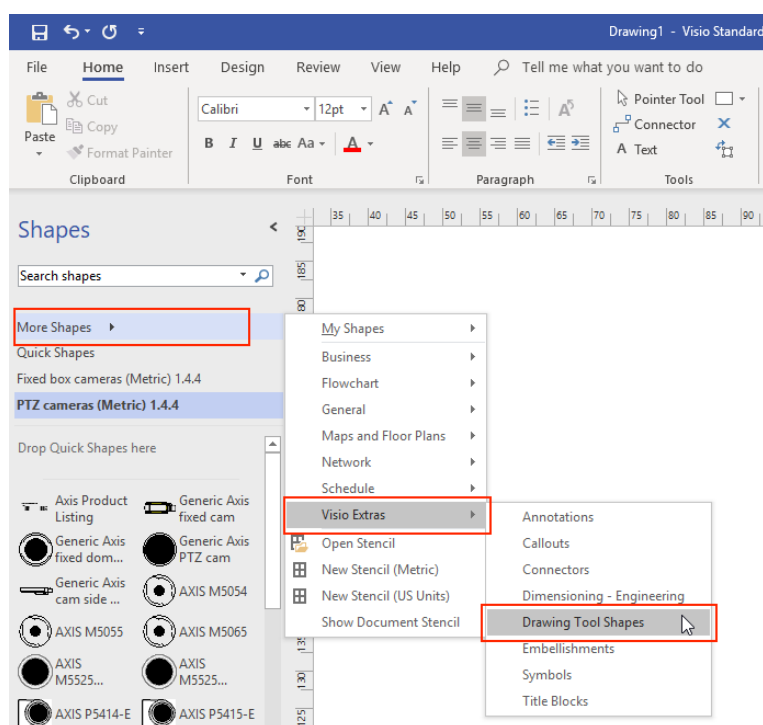 Drawing1 - Visio Standard
File Home Insert Design Review View Help Tell me what you want to do
Paste
Cut
Copy
Format Painter
Clipboard
Calibri 12pt A A
B I U abc Aa A
Font
A
Paragraph
Pointer Tool
Connector
A Text
Tools
Shapes
Search shapes
More Shapes
Quick Shapes
Fixed box cameras (Metric) 1.4.4
PTZ cameras (Metric) 1.4.4
Drop Quick Shapes here
Axis Product
Listing
Generic Axis
fixed cam
Generic Axis
fixed dom...
Generic Axis
PTZ cam
Generic Axis
cam side ...
AXIS M5054
AXIS M5055
AXIS M5065
AXIS
M5525...
AXIS
M5525...
AXIS P5414-E
AXIS P5415-E
35 40 45 50 55 60 65 70 75 80 85 90
190
185
80
135
130
125
My Shapes
Business
Flowchart
General
Maps and Floor Plans
Network
Schedule
Visio Extras
Open Stencil
New Stencil (Metric)
New Stencil (US Units)
Show Document Stencil
Annotations
Callouts
Connectors
Dimensioning - Engineering
Drawing Tool Shapes
Embellishments
Symbols
Title Blocks